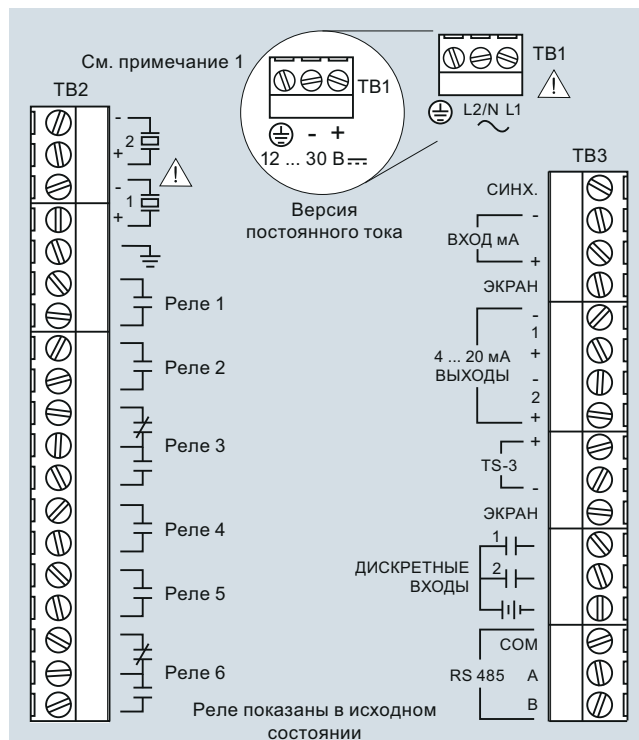 См. примечание 1
TB2
TB1
- +
12 ... 30 В
Версия
постоянного тока
TB1
L2/N L1
TB3
-
2
+
-
1
+
Реле 1
Реле 2
Реле 3
Реле 4
Реле 5
Реле 6
СИНХ.
-
ВХОД мА
+
ЭКРАН
-
1
4 ... 20 мА
+
ВЫХОДЫ
-
2
+
+
TS-3
-
ЭКРАН
1
ДИСКРЕТНЫЕ
2
ВХОДЫ
COM
RS 485 A
B
Реле показаны в исходном
состоянии